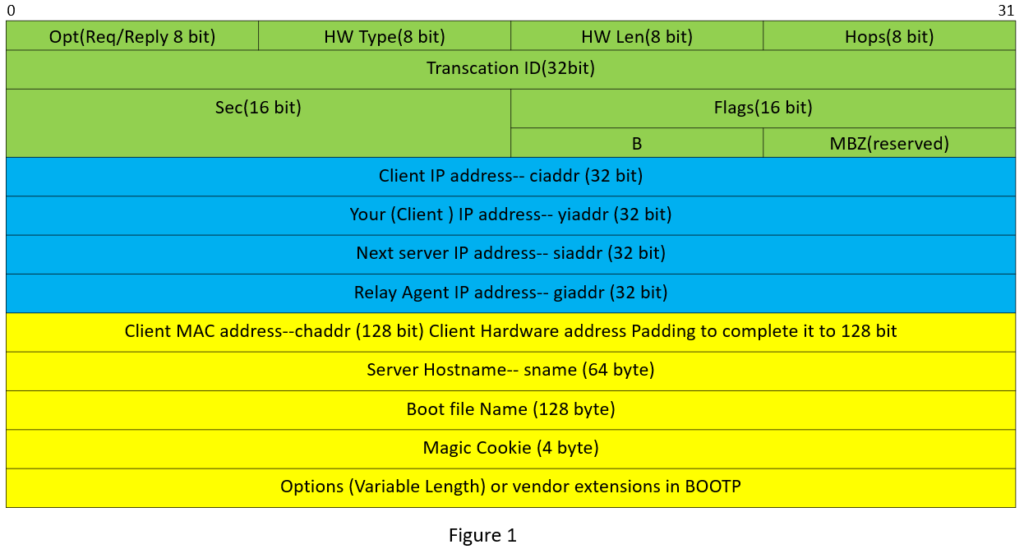 0 31
Opt(Req/Reply 8 bit) HW Type(8 bit) HW Len(8 bit) Hops(8 bit)
Transcation ID(32bit)
Sec(16 bit) Flags(16 bit)
B MBZ(reserved)
Client IP address-- ciaddr (32 bit)
Your (Client ) IP address-- yiaddr (32 bit)
Next server IP address-- siaddr (32 bit)
Relay Agent IP address-- giaddr (32 bit)
Client MAC address--chaddr (128 bit) Client Hardware address Padding to complete it to 128 bit
Server Hostname-- sname (64 byte)
Boot file Name (128 byte)
Magic Cookie (4 byte)
Options (Variable Length) or vendor extensions in BOOTP
Figure 1